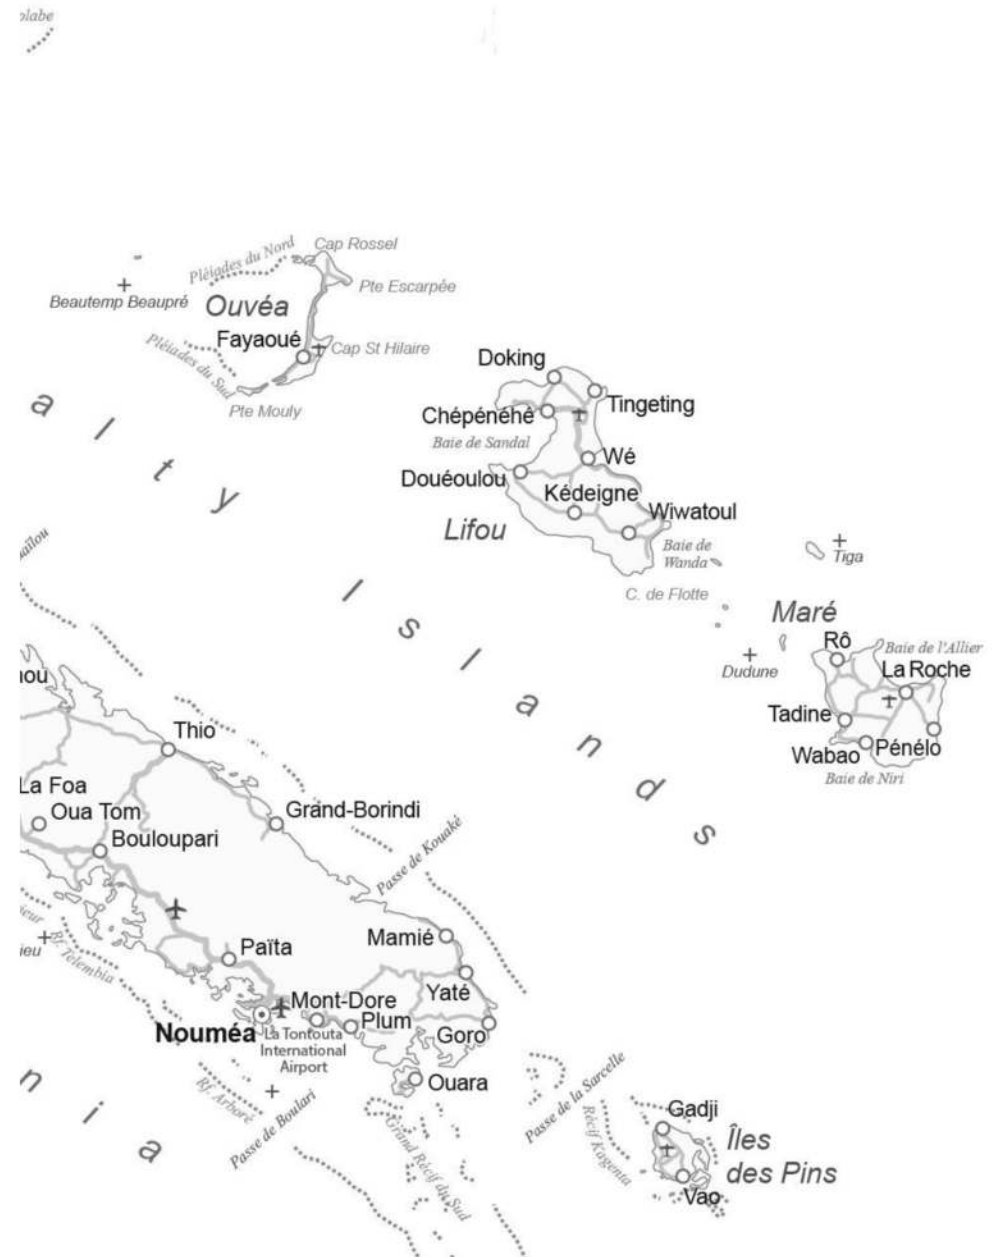 Pléiades du Nord
Cap Rossel
Pte Escarpée
Beautemp Beaupré
Ouvéa
Fayaoué
Cap St Hilaire
Pléiades du Sud
Pte Mouly
Doking
Tingeting
Chépénéhé
Baie de Sandal
Wé
Douéoulou
Kédeigne
Wiwatoul
Lifou
Baie de
Wanda
C. de Flotte
Tiga
a l t y I s l a n d s
Maré
Rô
Baie de l'Allier
La Roche
Dudune
Tadine
Wabao
Pénélo
Baie de Niri
Thio
La Foa
Oua Tom
Grand-Borindi
Bouloupari
Passe de Kouaké
Rf. Telembia
Païta
Mamié
Yaté
Mont-Dore
Plum
Goro
Nouméa
La Tontouta
International
Airport
Ouara
Rf. Arboré
Passe de Boulari
Grand Récif du Sud
Passe de la Sarcelle
Récif Kagenta
Gadji
Îles
des Pins
Vao
n i a